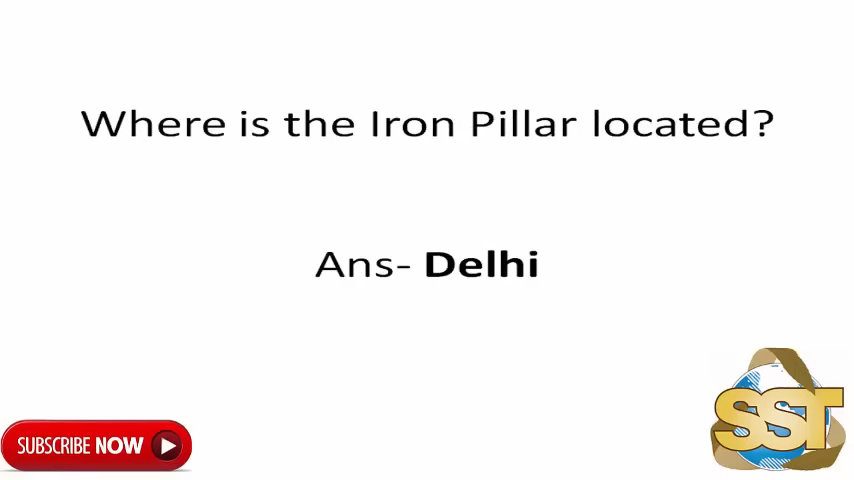 Where is the Iron Pillar located?
Ans- Delhi
SUBSCRIBE NOW
SST